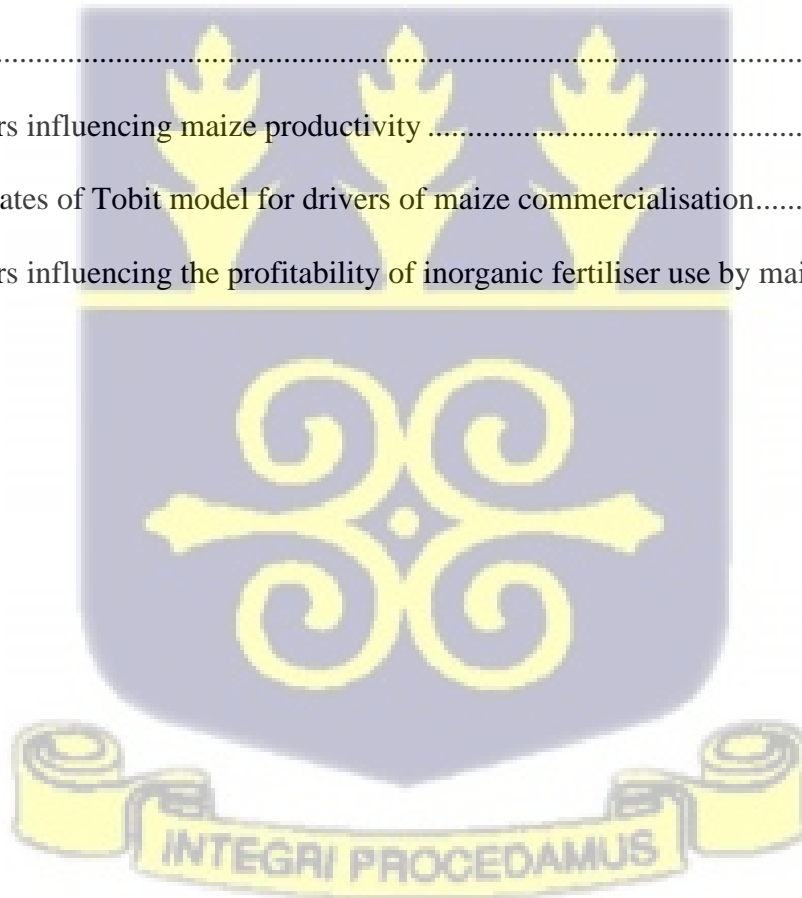 ....................................................................................................
rs influencing maize productivity ............................................
ates of Tobit model for drivers of maize commercialisation......
rs influencing the profitability of inorganic fertiliser use by mai
INTEGRI PROCEDAMUS